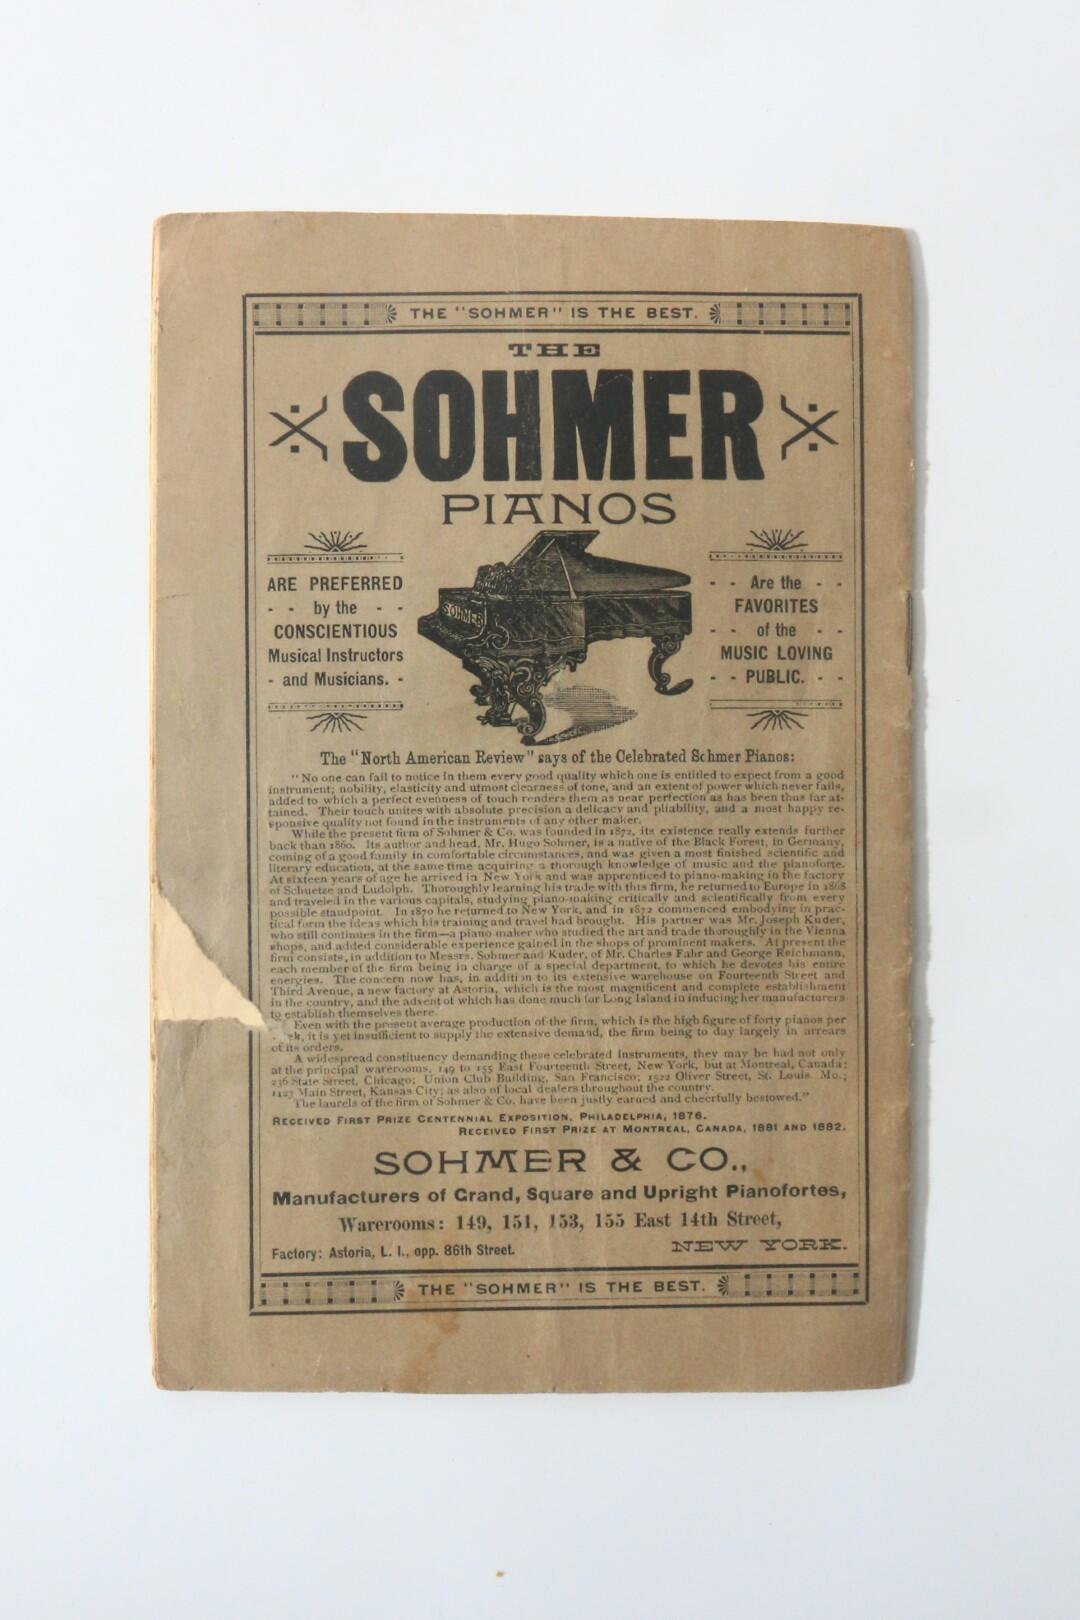 THE "SOHMER" IS THE BEST.
THE
SOHMER
PIANOS
ARE PREFERRED
- - by the - -
CONSCIENTIOUS
Musical Instructors
- and Musicians. -
SOHMER
- - Are the - -
FAVORITES
- - of the - -
MUSIC LOVING
- - PUBLIC. - -
The "North American Review" says of the Celebrated Sohmer Pianos:
"No one can fail to notice in them every good quality which one is entitled to expect from a good
instrument; nobility, elasticity and utmost clearness of tone, and an extent of power which never fails,
added to which a perfect evenness of touch renders them as near perfection as has been thus far at-
tained. Their touch unites with absolute precision a delicacy and pliability, and a most happy re-
sponsive quality not found in the instruments of any other maker.
While the present firm of Sohmer & Co. was founded in 1872, its existence really extends further
back than 1860. Its author and head, Mr. Hugo Sohmer, is a native of the Black Forest, in Germany,
coming of a good family in comfortable circumstances, and was given a most finished scientific and
literary education, at the same time acquiring a thorough knowledge of music and the pianoforte.
At sixteen years of age he arrived in New York and was apprenticed to piano-making in the factory
of Schuetze and Ludolph. Thoroughly learning his trade with this firm, he returned to Europe in 1868
and traveled in the various capitals, studying piano-making critically and scientifically from every
possible standpoint. In 1870 he returned to New York, and in 1872 commenced embodying in prac-
tical form the ideas which his training and travel had brought. His partner was Mr. Joseph Kuder,
who still continues in the firm—a piano maker who studied the art and trade thoroughly in the Vienna
shops, and added considerable experience gained in the shops of prominent makers. At present the
firm consists, in addition to Messrs. Sohmer and Kuder, of Mr. Charles Fahr and George Reichmann,
each member of the firm being in charge of a special department, to which he devotes his entire
energies. The concern now has, in addition to its extensive warehouse on Fourteenth Street and
Third Avenue, a new factory at Astoria, which is the most magnificent and complete establishment
in the country, and the advent of which has done much for Long Island in inducing her manufacturers
to establish themselves there.
Even with the present average production of the firm, which is the high figure of forty pianos per
it is yet insufficient to supply the extensive demand, the firm being to day largely in arrears
of its orders.
A widespread constituency demanding these celebrated instruments, they may be had not only
at the principal warerooms, 149 to 155 East Fourteenth Street, New York, but at Montreal, Canada;
236 State Street, Chicago; Union Club Building, San Francisco; 1522 Oliver Street, St. Louis Mo.;
1123 Main Street, Kansas City; as also of local dealers throughout the country.
The laurels of the firm of Sohmer & Co. have been justly earned and cheerfully bestowed."
RECEIVED FIRST PRIZE CENTENNIAL EXPOSITION, PHILADELPHIA, 1876.
RECEIVED FIRST PRIZE AT MONTREAL, CANADA, 1881 AND 1882.
SOHMER & CO.,
Manufacturers of Grand, Square and Upright Pianofortes,
Warerooms: 149, 151, 153, 155 East 14th Street,
Factory: Astoria, L. I., opp. 86th Street. NEW YORK.
THE "SOHMER" IS THE BEST.